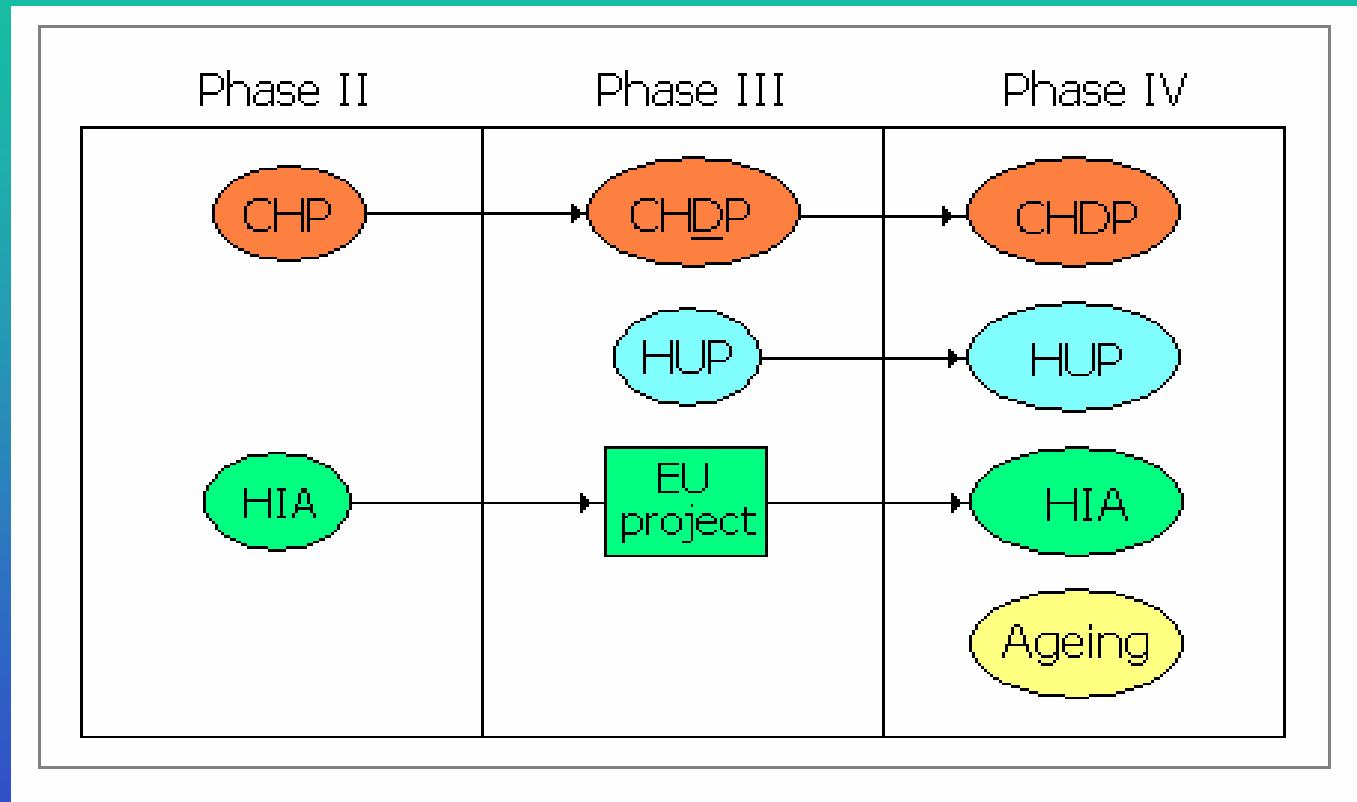 Phase II
Phase III
Phase IV
CHP
CHDP
CHDP
HUP
HUP
HIA
EU
project
HIA
Ageing